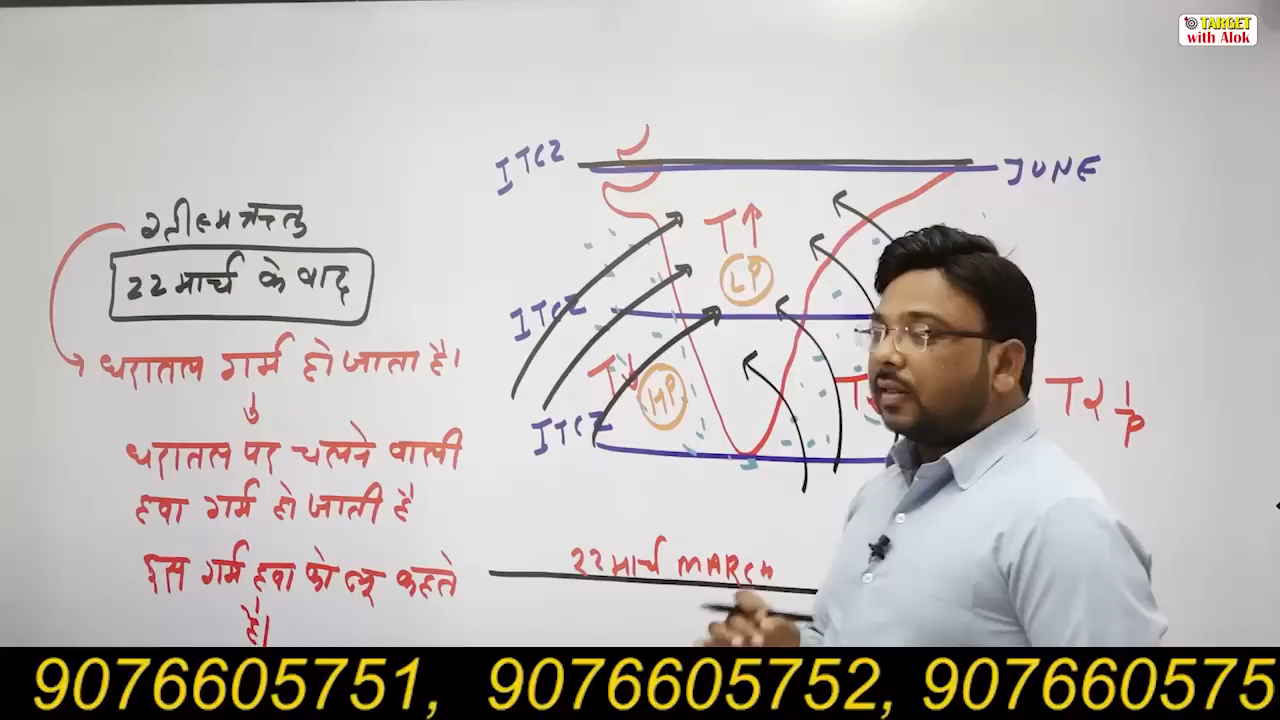 TARGET
with Alok
ITCZ
JUNE
ग्रीष्म ऋतु
22 मार्च के बाद
T↑
LP
ITCZ
धरातल गर्म हो जाता है।
T↓
HP
T
T α 1/P
ITCZ
धरातल पर चलने वाली
हवा गर्म हो जाती है
इस गर्म हवा को लू कहते
है।
22 मार्च MARCH
9076605751, 9076605752, 907660575